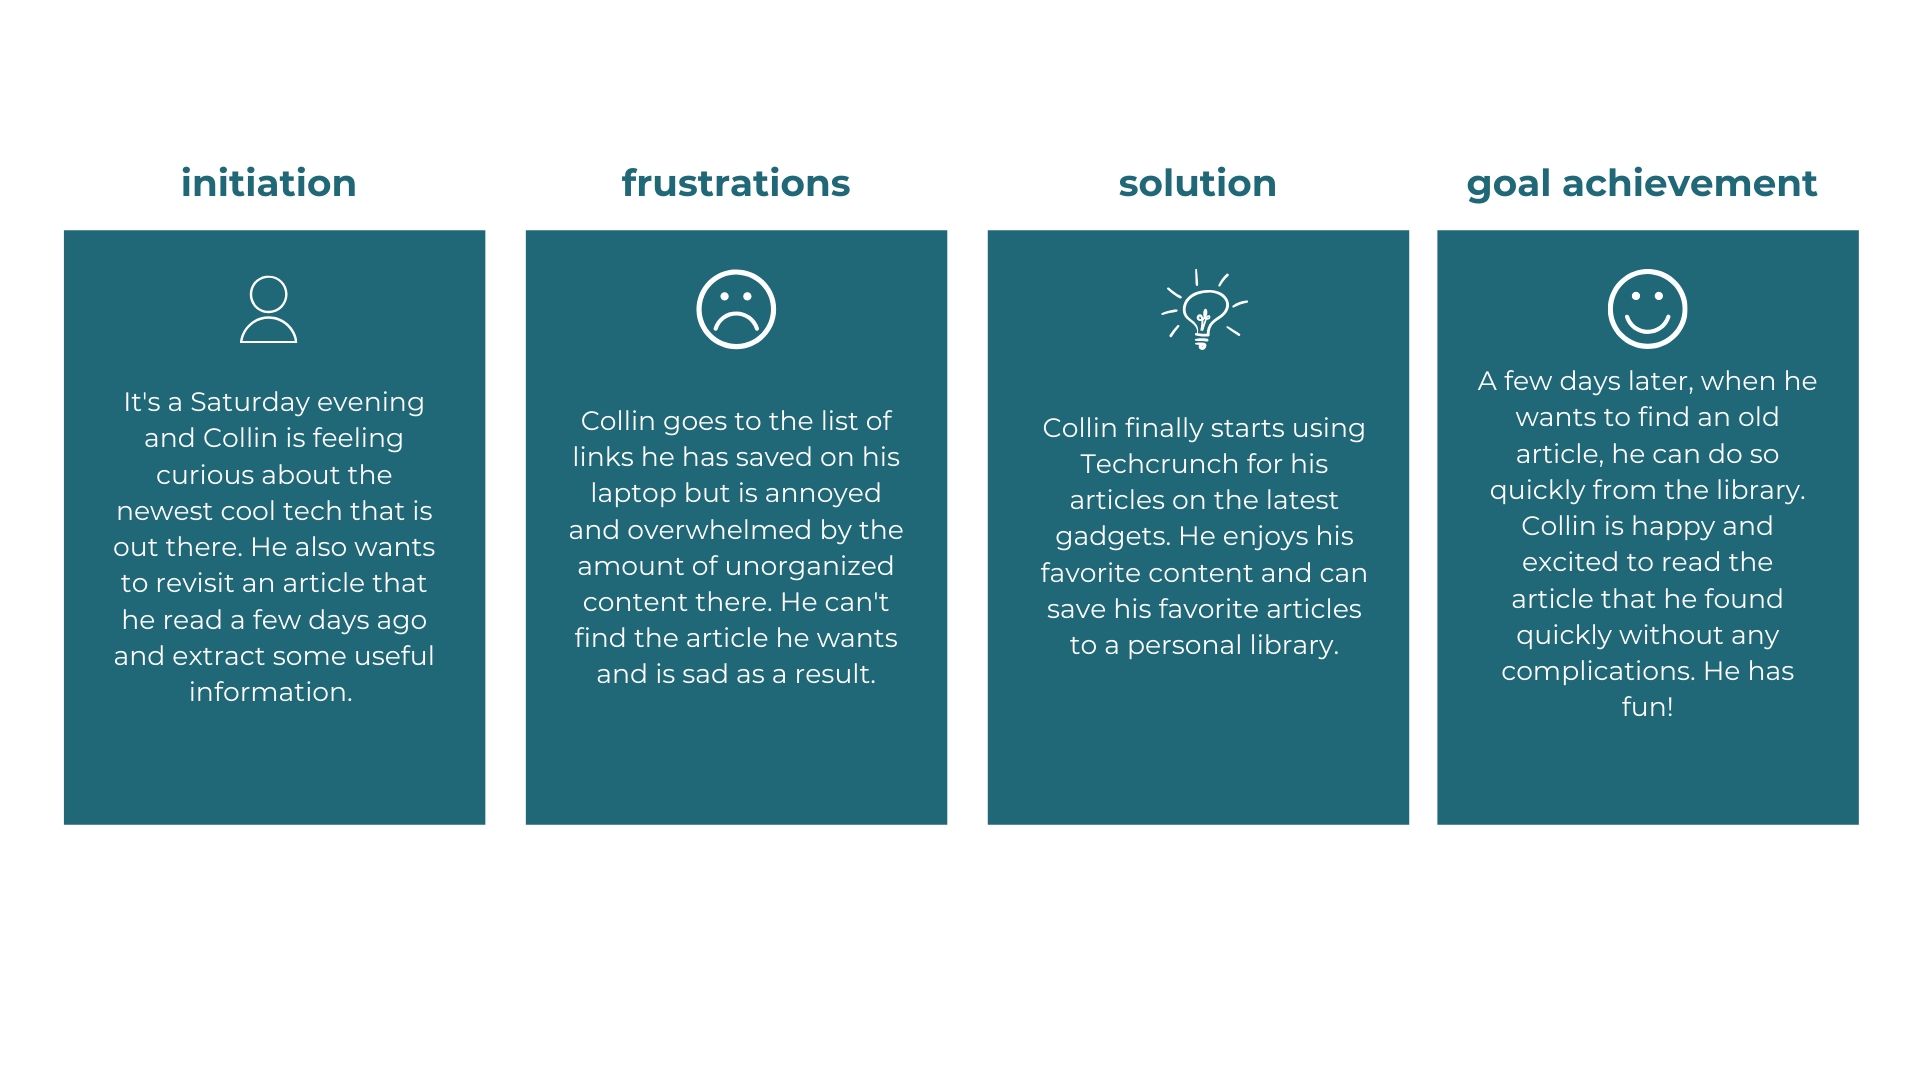 initiation
It's a Saturday evening
and Collin is feeling
curious about the
newest cool tech that is
out there. He also wants
to revisit an article that
he read a few days ago
and extract some useful
information.
frustrations
Collin goes to the list of
links he has saved on his
laptop but is annoyed
and overwhelmed by the
amount of unorganized
content there. He can't
find the article he wants
and is sad as a result.
solution
Collin finally starts using
Techcrunch for his
articles on the latest
gadgets. He enjoys his
favorite content and can
save his favorite articles
to a personal library.
goal achievement
A few days later, when he
wants to find an old
article, he can do so
quickly from the library.
Collin is happy and
excited to read the
article that he found
quickly without any
complications. He has
fun!